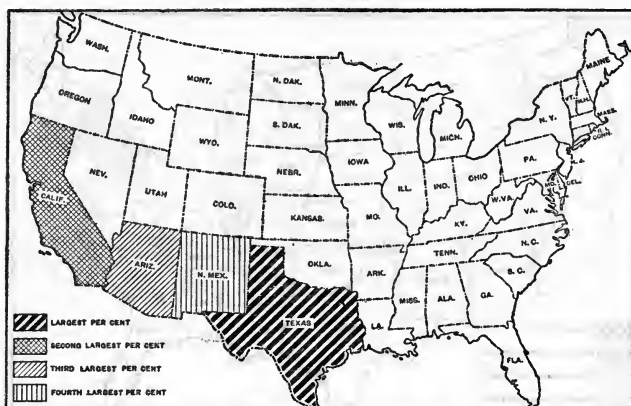 WASH.
MONT.
N. DAK.
MINN.
MAINE
OREGON
IDAHO
S. DAK.
WIS.
MICH.
VT.
N.H.
MASS.
N. Y.
R. I.
CONN.
WYO.
NEBR.
IOWA
PA.
N. J.
NEV.
UTAH
COLO.
KANSAS.
MO.
ILL.
IND.
OHIO
W. VA.
MD.
DEL.
VA.
CALIF.
KY.
ARIZ.
N. MEX.
OKLA.
ARK.
TENN.
N. C.
S. C.
TEXAS
LA.
MISS.
ALA.
GA.
FLA.
LARGEST PER CENT
SECOND LARGEST PER CENT
THIRD LARGEST PER CENT
FOURTH LARGEST PER CENT